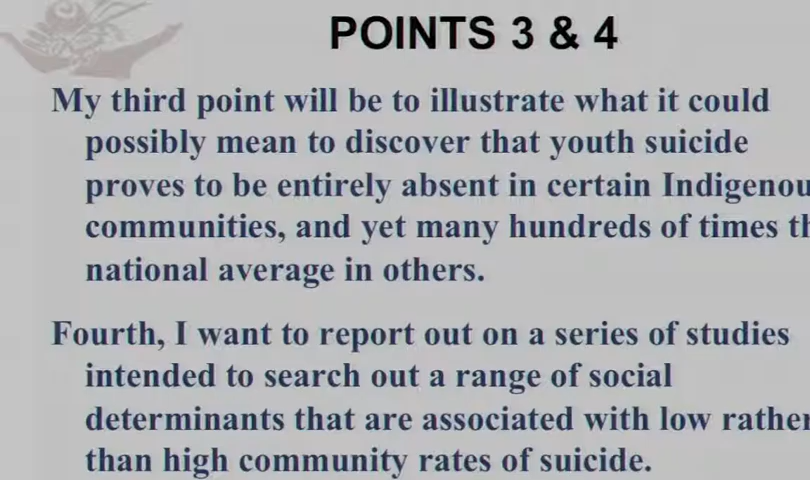 POINTS 3 & 4
My third point will be to illustrate what it could
possibly mean to discover that youth suicide
proves to be entirely absent in certain Indigenou
communities, and yet many hundreds of times th
national average in others.
Fourth, I want to report out on a series of studies
intended to search out a range of social
determinants that are associated with low rather
than high community rates of suicide.